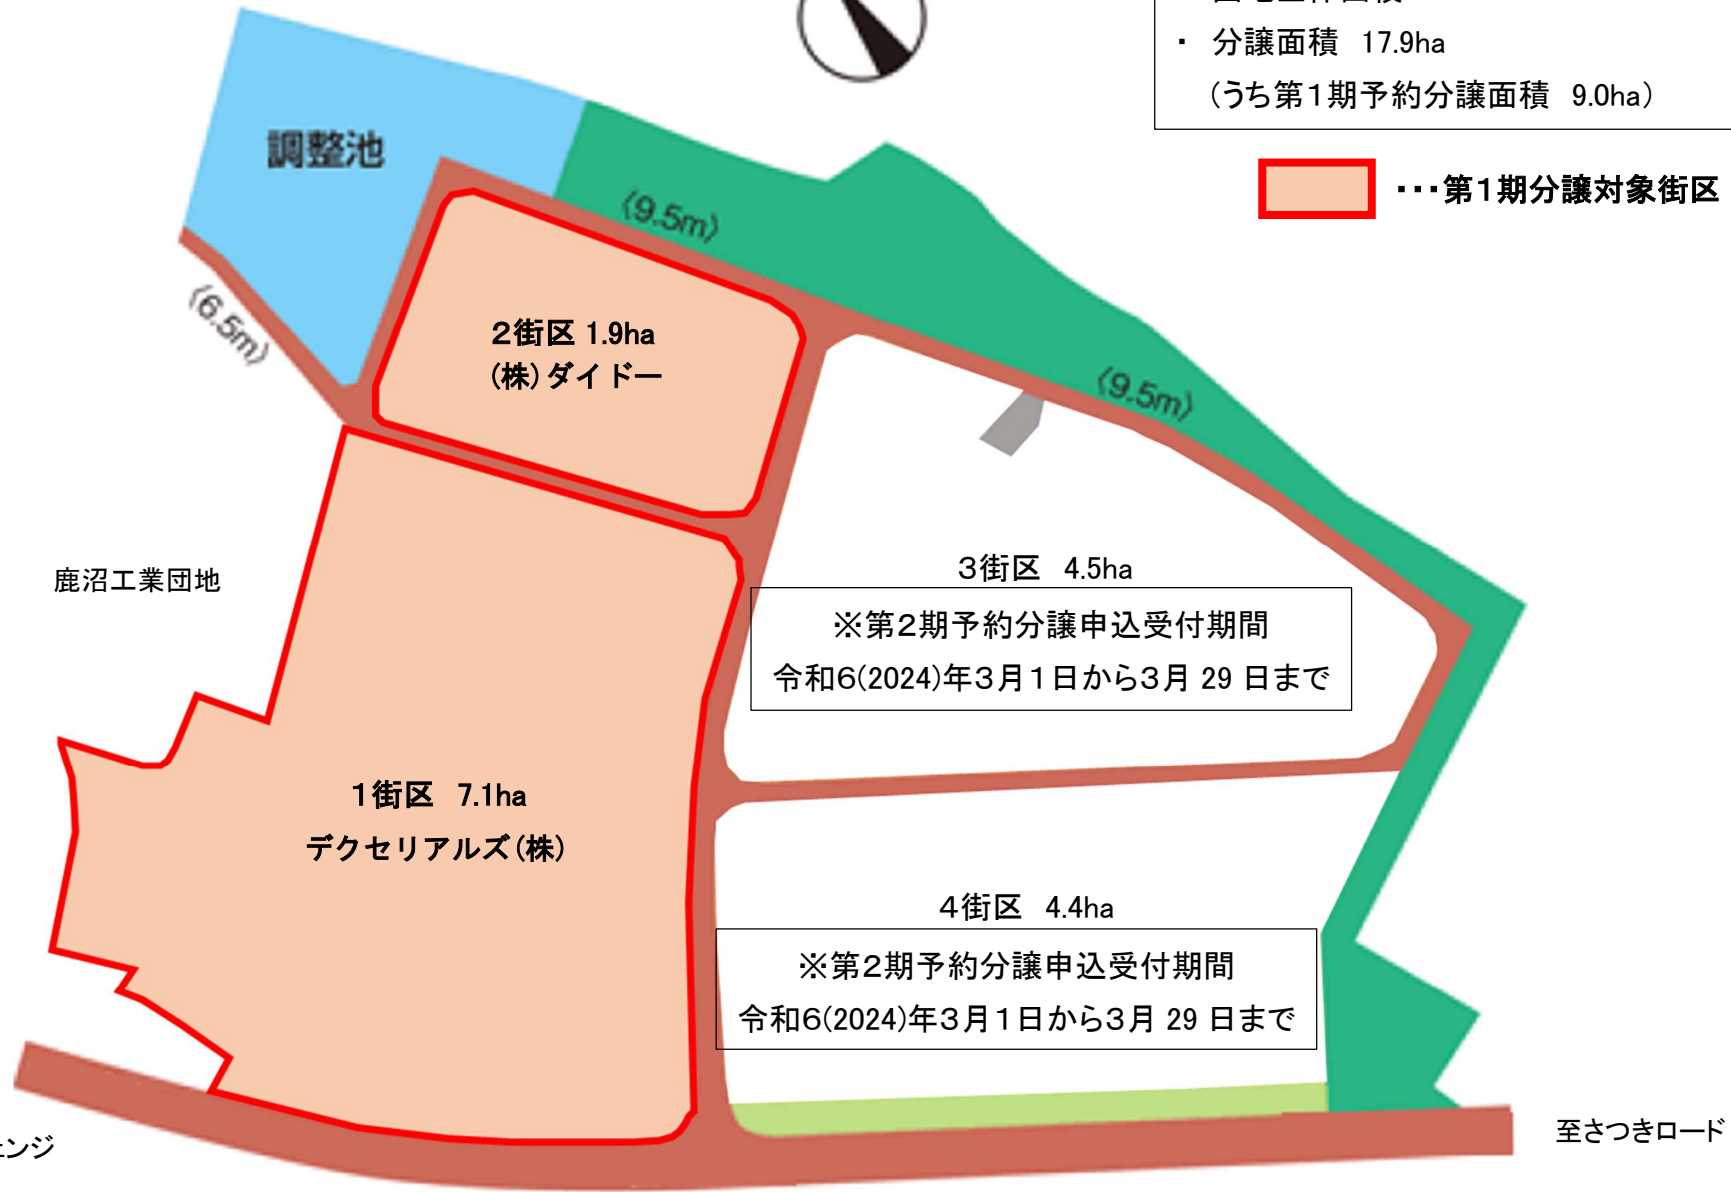 ・ 分譲面積 17.9ha
(うち第1期予約分譲面積 9.0ha)
･･･第1期分譲対象街区
調整池
(9.5m)
(6.5m)
2街区 1.9ha
(株)ダイドー
(9.5m)
鹿沼工業団地
3街区 4.5ha
※第2期予約分譲申込受付期間
令和6(2024)年3月1日から3月 29 日まで
1街区 7.1ha
デクセリアルズ(株)
4街区 4.4ha
※第2期予約分譲申込受付期間
令和6(2024)年3月1日から3月 29 日まで
ェンジ
至さつきロード